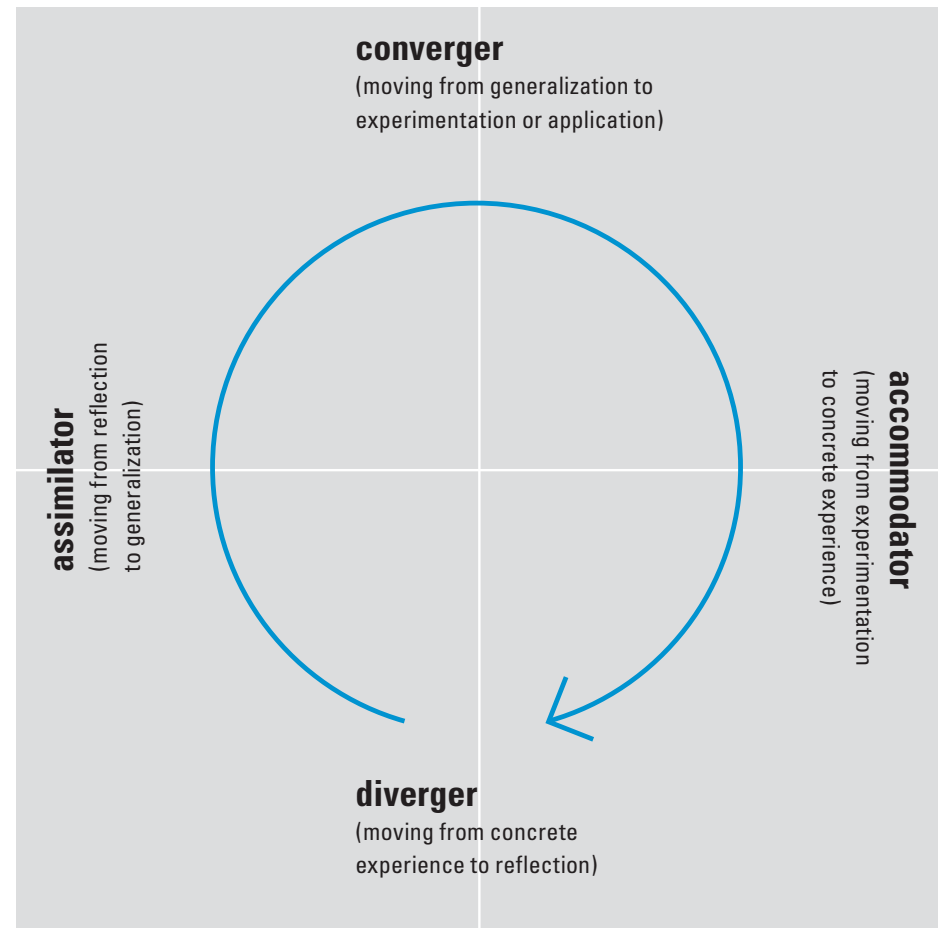 converger
(moving from generalization to
experimentation or application)
assimilator
(moving from reflection
to generalization)
accommodator
(moving from experimentation
to concrete experience)
diverger
(moving from concrete
experience to reflection)